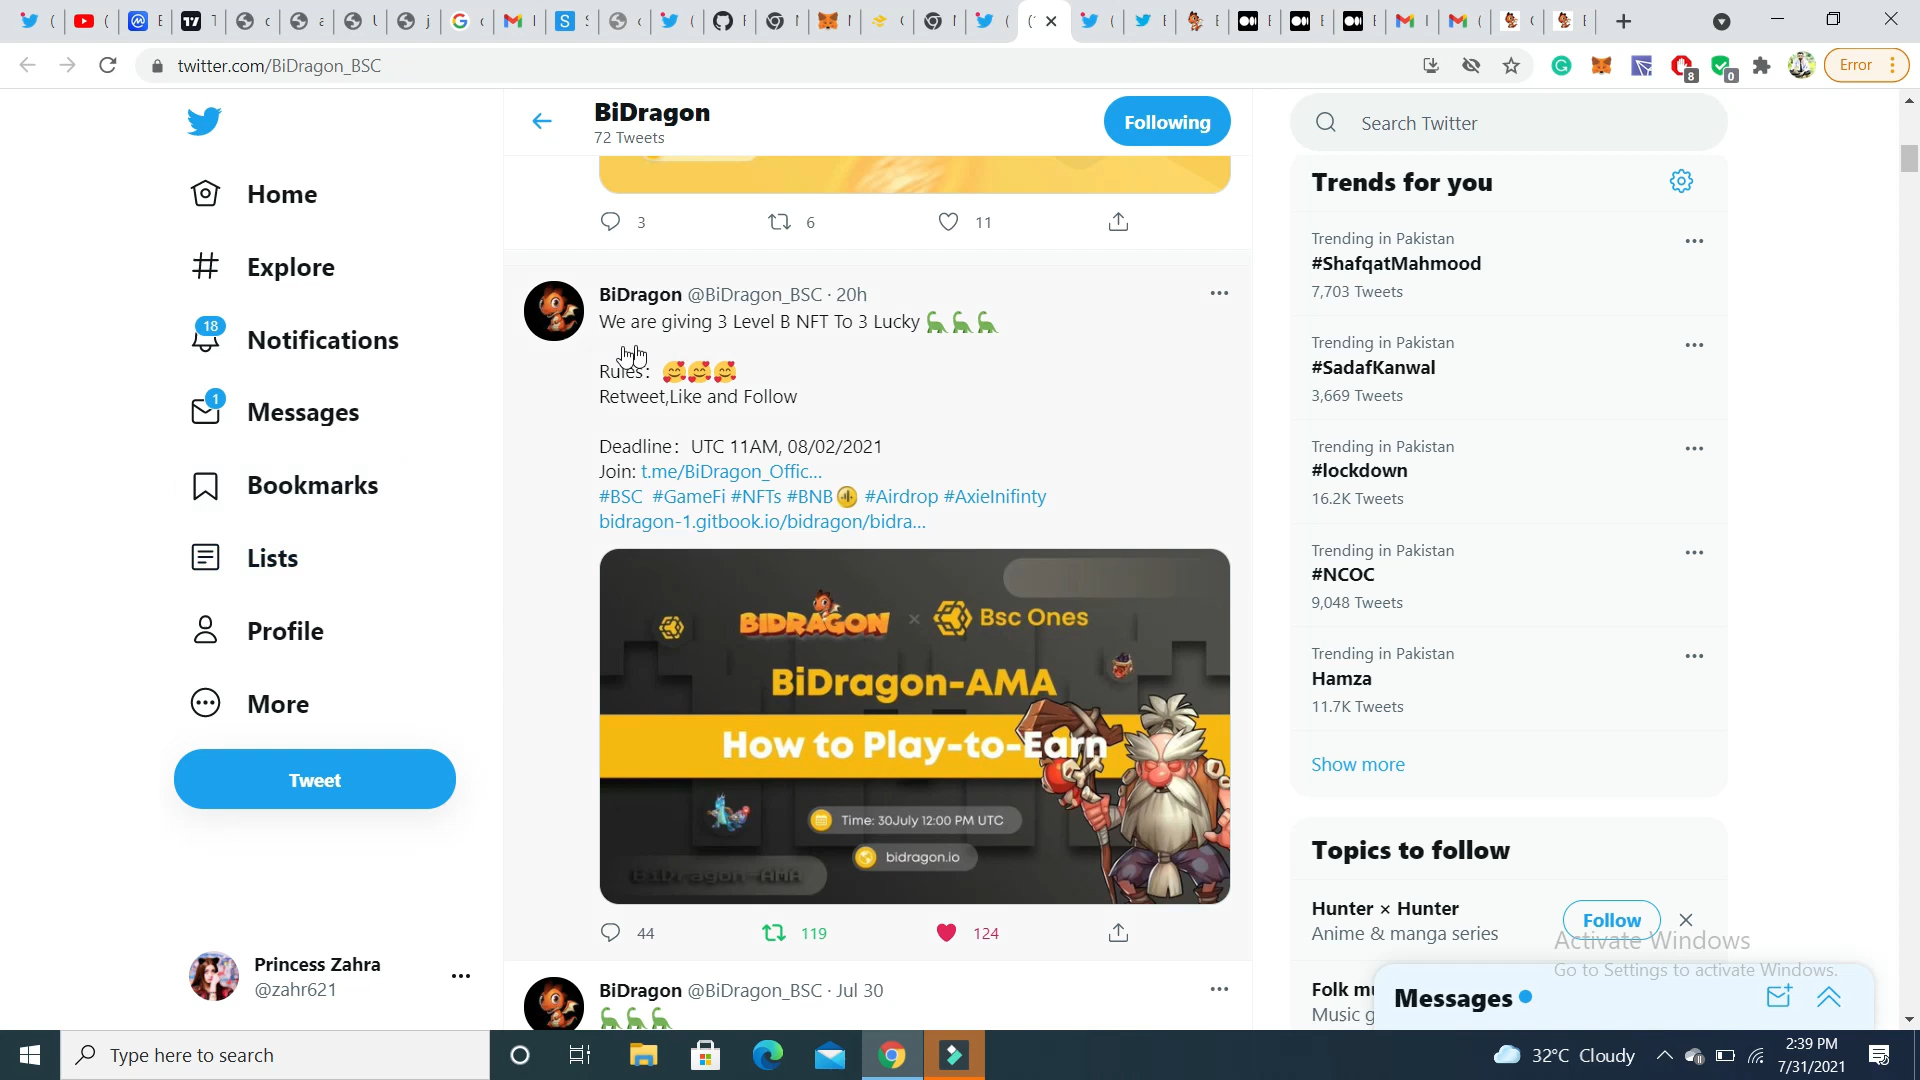 twitter.com/BiDragon_BSC
Error
8
0
BiDragon
72 Tweets
Following
Search Twitter
Home
Explore
18
Notifications
1
Messages
Bookmarks
Lists
Profile
More
Tweet
Princess Zahra
@zahr621
3
6
11
BiDragon @BiDragon_BSC · 20h
We are giving 3 Level B NFT To 3 Lucky
Rules:
Retweet,Like and Follow
Deadline: UTC 11AM, 08/02/2021
Join: t.me/BiDragon_Offic...
#BSC #GameFi #NFTs #BNB #Airdrop #AxieInifinty
bidragon-1.gitbook.io/bidragon/bidra...
BIDRAGON × Bsc Ones
BiDragon-AMA
How to Play-to-Earn
Time: 30July 12:00 PM UTC
bidragon.io
BiDragon-AMA
44
119
124
BiDragon @BiDragon_BSC · Jul 30
Trends for you
Trending in Pakistan
#ShafqatMahmood
7,703 Tweets
Trending in Pakistan
#SadafKanwal
3,669 Tweets
Trending in Pakistan
#lockdown
16.2K Tweets
Trending in Pakistan
#NCOC
9,048 Tweets
Trending in Pakistan
Hamza
11.7K Tweets
Show more
Topics to follow
Hunter × Hunter
Anime & manga series
Follow
Activate Windows
Go to Settings to activate Windows.
Folk mu
Music g
Messages
Type here to search
32°C Cloudy
2:39 PM
7/31/2021